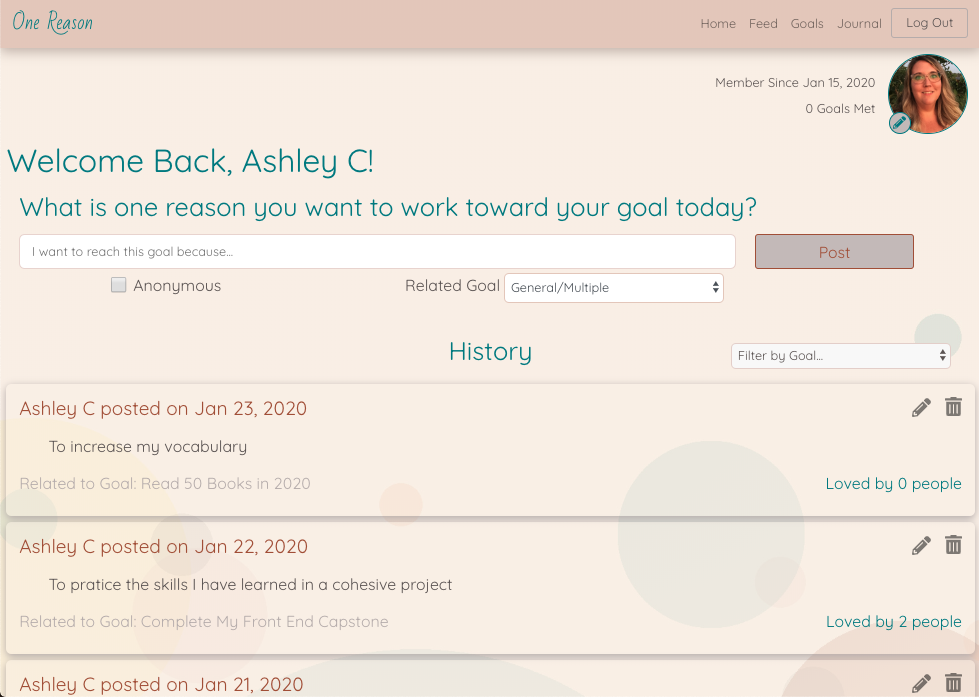 One Reason
Home Feed Goals Journal Log Out
Member Since Jan 15, 2020
0 Goals Met
Welcome Back, Ashley C!
What is one reason you want to work toward your goal today?
I want to reach this goal because... Post
Anonymous Related Goal General/Multiple
History Filter by Goal...
Ashley C posted on Jan 23, 2020
To increase my vocabulary
Related to Goal: Read 50 Books in 2020 Loved by 0 people
Ashley C posted on Jan 22, 2020
To pratice the skills I have learned in a cohesive project
Related to Goal: Complete My Front End Capstone Loved by 2 people
Ashley C posted on Jan 21, 2020